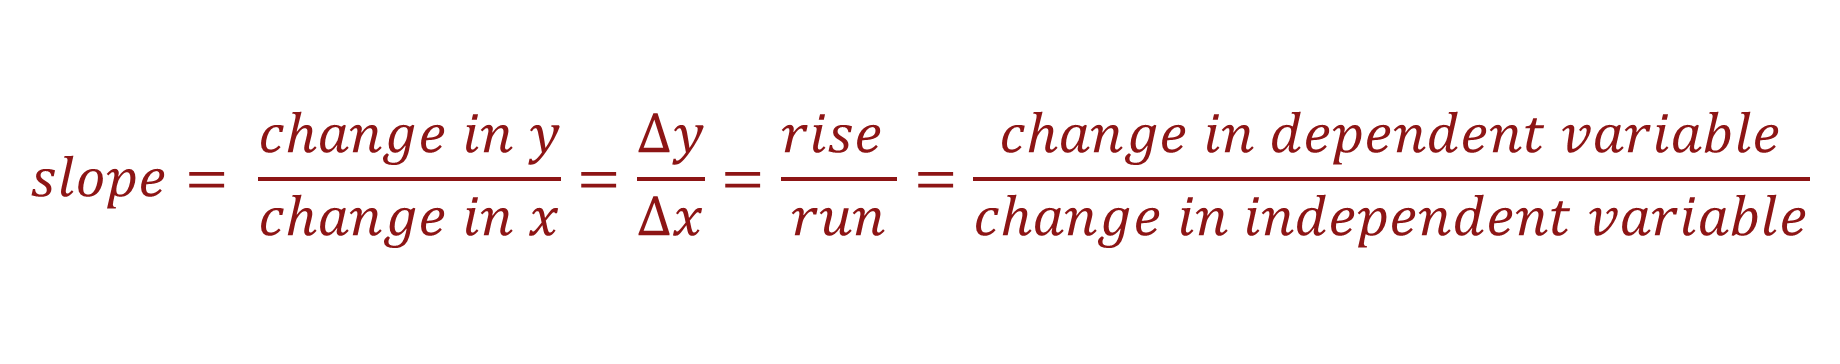 slope = change in y / change in x = Δy / Δx = rise / run = change in dependent variable / change in independent variable